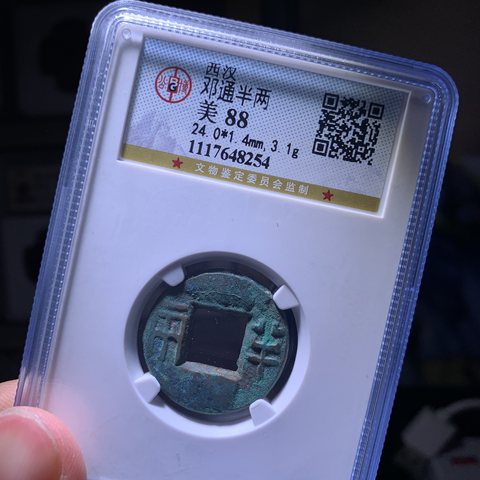 西汉
邓通半两
美 88
24.0*1.4mm,3.1g
1117648254
★ 文物鉴定委员会监制 ★
半两